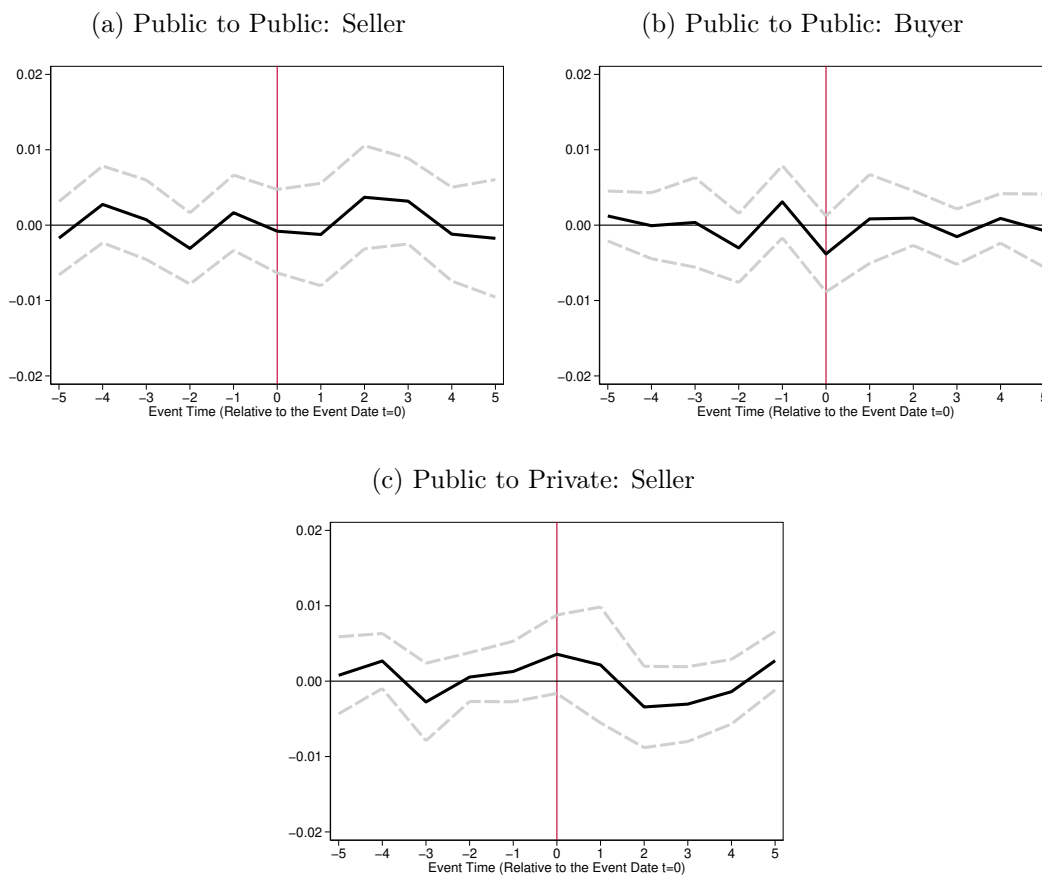 (a) Public to Public: Seller
(b) Public to Public: Buyer
0.02
0.01
0.00
−0.01
−0.02
−5 −4 −3 −2 −1 0 1 2 3 4 5
Event Time (Relative to the Event Date t=0)
0.02
0.01
0.00
−0.01
−0.02
−5 −4 −3 −2 −1 0 1 2 3 4 5
Event Time (Relative to the Event Date t=0)
(c) Public to Private: Seller
0.02
0.01
0.00
−0.01
−0.02
−5 −4 −3 −2 −1 0 1 2 3 4 5
Event Time (Relative to the Event Date t=0)